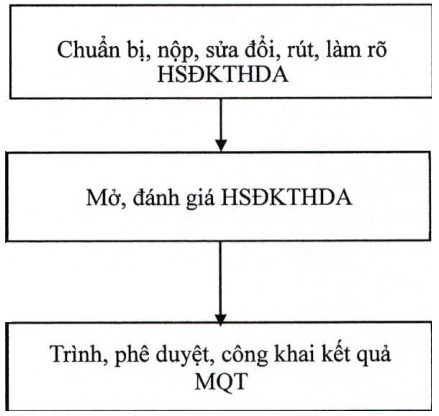 Chuẩn bị, nộp, sửa đổi, rút, làm rõ
HSĐKTHDA
Mở, đánh giá HSĐKTHDA
Trình, phê duyệt, công khai kết quả
MQT